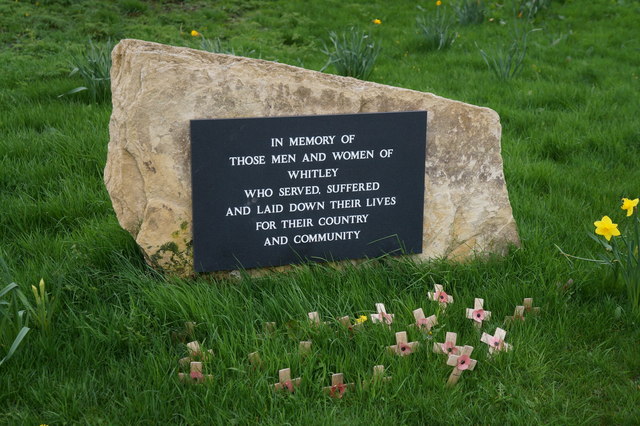 IN MEMORY OF
THOSE MEN AND WOMEN OF
WHITLEY
WHO SERVED, SUFFERED
AND LAID DOWN THEIR LIVES
FOR THEIR COUNTRY
AND COMMUNITY